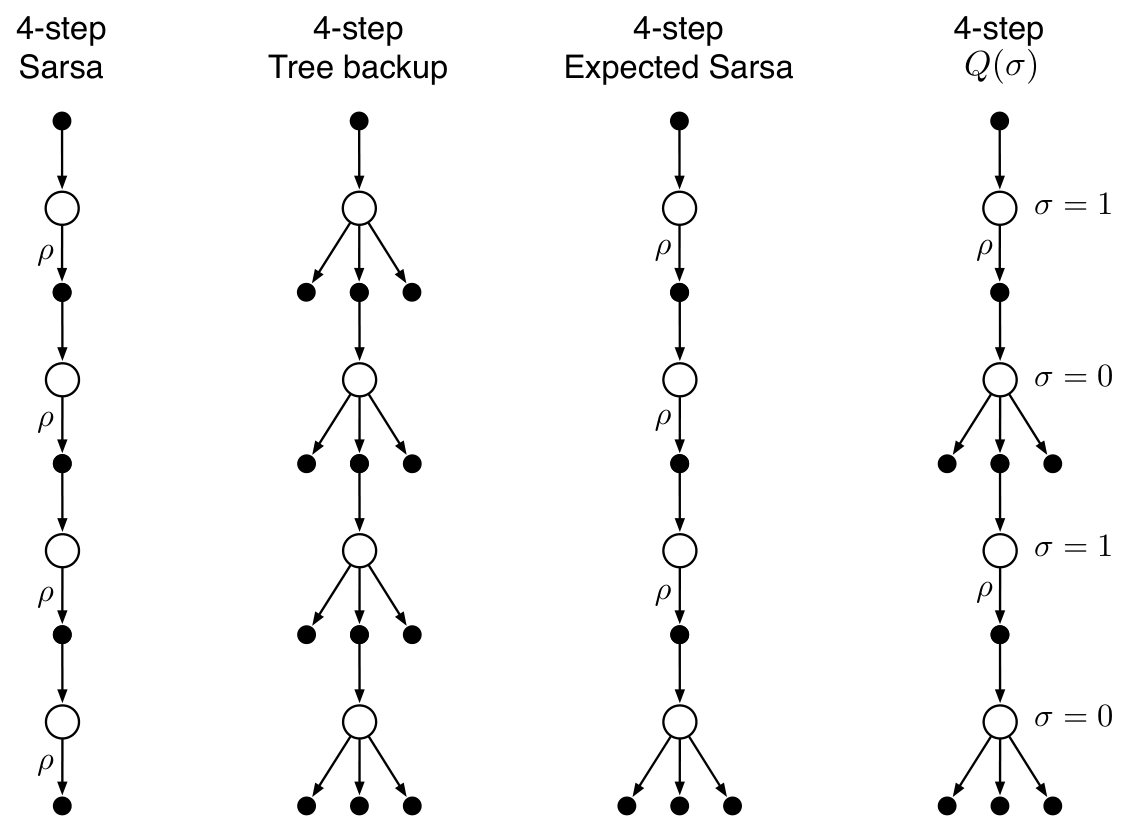 4-step
Sarsa
4-step
Tree backup
4-step
Expected Sarsa
4-step
Q(σ)
σ = 1
ρ
ρ
ρ
σ = 0
ρ
ρ
σ = 1
ρ
ρ
ρ
σ = 0
ρ